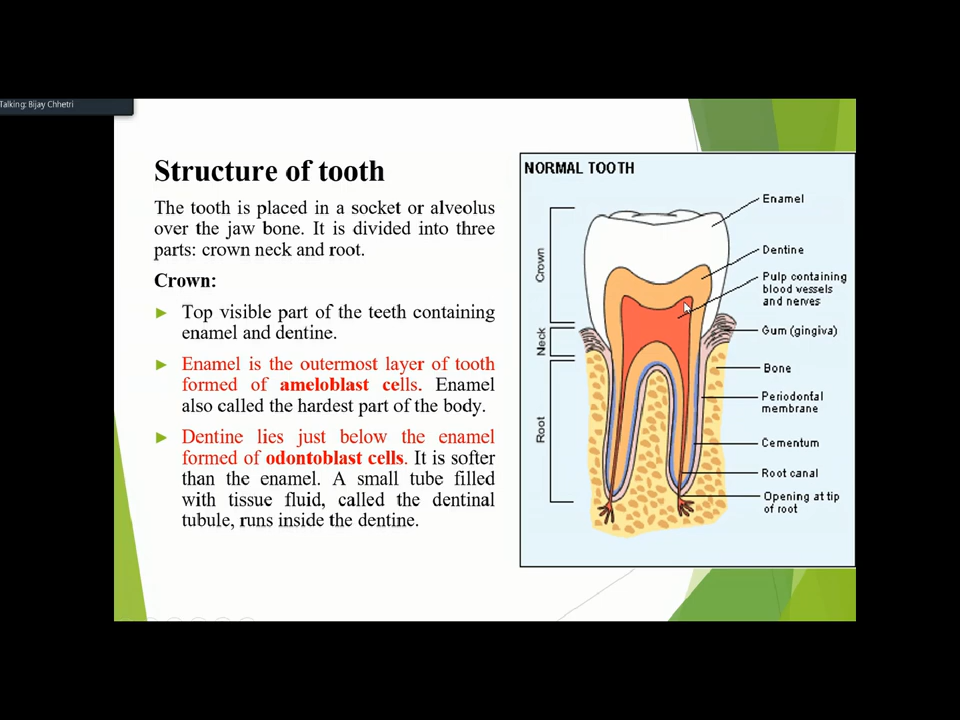 Talking: Bijay Chhetri
Structure of tooth
The tooth is placed in a socket or alveolus
over the jaw bone. It is divided into three
parts: crown neck and root.
Crown:
Top visible part of the teeth containing
enamel and dentine.
Enamel is the outermost layer of tooth
formed of ameloblast cells. Enamel
also called the hardest part of the body.
Dentine lies just below the enamel
formed of odontoblast cells. It is softer
than the enamel. A small tube filled
with tissue fluid, called the dentinal
tubule, runs inside the dentine.
NORMAL TOOTH
Crown
Neck
Root
Enamel
Dentine
Pulp containing
blood vessels
and nerves
Gum (gingiva)
Bone
Periodontal
membrane
Cementum
Root canal
Opening at tip
of root